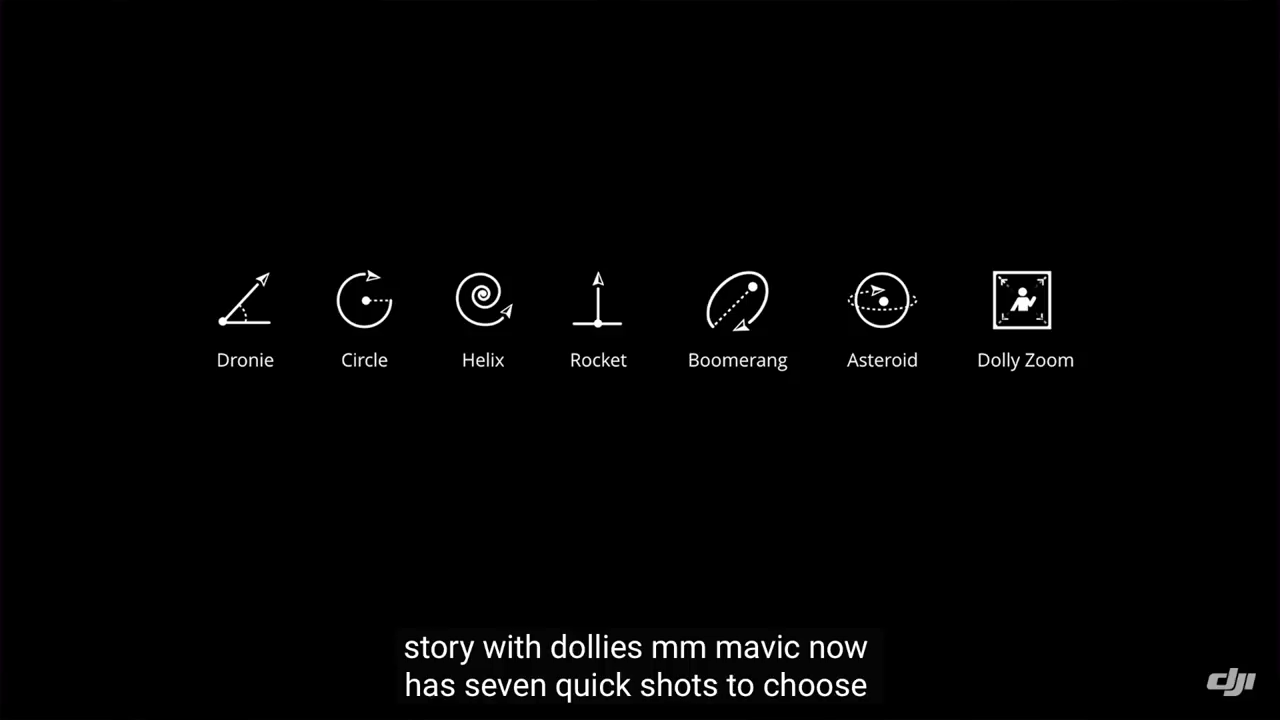 Dronie Circle Helix Rocket Boomerang Asteroid Dolly Zoom
story with dollies mm mavic now
has seven quick shots to choose
dji